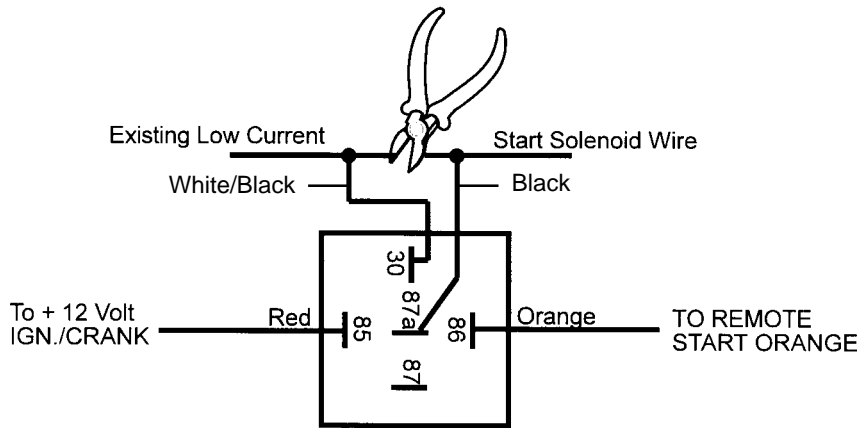 Existing Low Current
Start Solenoid Wire
White/Black
Black
30
87a
To + 12 Volt
IGN./CRANK
Red
85
86
Orange
TO REMOTE
START ORANGE
87